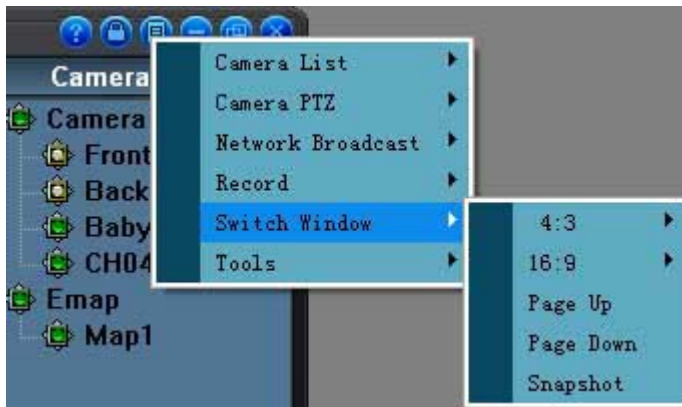 ?
Camera
Camera
Front
Back
Baby
CH04
Emap
Map1
Camera List
Camera PTZ
Network Broadcast
Record
Switch Window
Tools
4:3
16:9
Page Up
Page Down
Snapshot